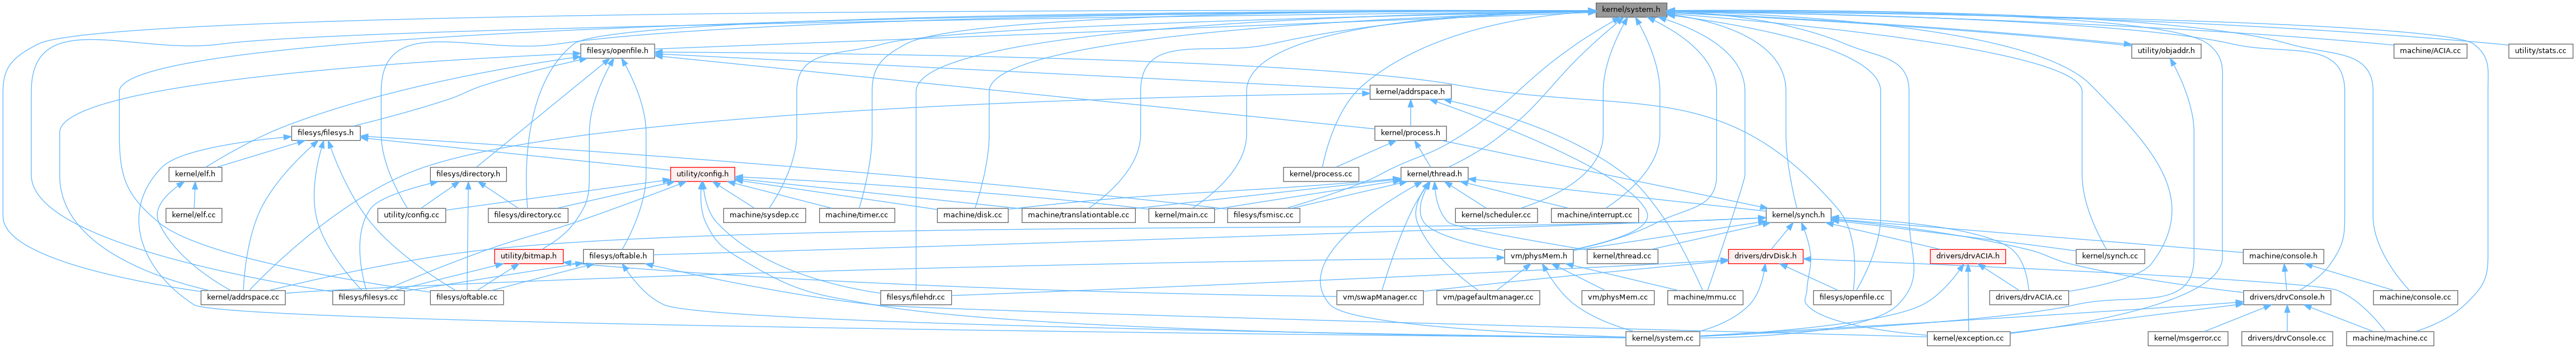 kernel/system.h
filesys/openfile.h
utility/objaddr.h
machine/ACIA.cc
utility/stats.cc
kernel/addrspace.h
filesys/filesys.h
kernel/process.h
kernel/elf.h
filesys/directory.h
utility/config.h
kernel/process.cc
kernel/thread.h
kernel/elf.cc
utility/config.cc
filesys/directory.cc
machine/sysdep.cc
machine/timer.cc
machine/disk.cc
machine/translationtable.cc
kernel/main.cc
filesys/fsmisc.cc
kernel/scheduler.cc
machine/interrupt.cc
kernel/synch.h
utility/bitmap.h
filesys/oftable.h
vm/physMem.h
kernel/thread.cc
drivers/drvDisk.h
drivers/drvACIA.h
kernel/synch.cc
machine/console.h
kernel/addrspace.cc
filesys/filesys.cc
filesys/oftable.cc
filesys/filehdr.cc
vm/swapManager.cc
vm/pagefaultmanager.cc
vm/physMem.cc
machine/mmu.cc
filesys/openfile.cc
drivers/drvACIA.cc
drivers/drvConsole.h
machine/console.cc
kernel/system.cc
kernel/exception.cc
kernel/msgerror.cc
drivers/drvConsole.cc
machine/machine.cc